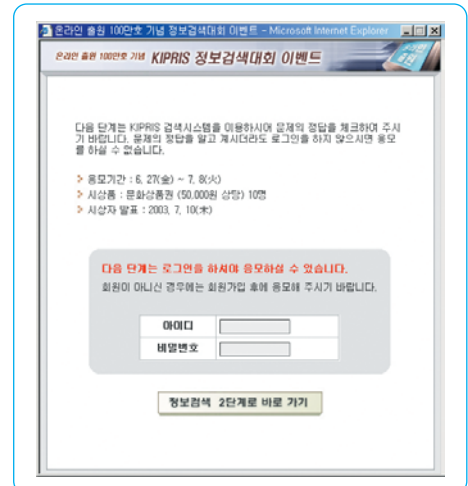 온라인 출원 100만호 기념 정보검색대회 이벤트 - Microsoft Internet Explorer
온라인 출원 100만호 기념 KIPRIS 정보검색대회 이벤트
다음 단계는 KIPRIS 검색시스템을 이용하시어 문제의 정답을 체크하여 주시
기 바랍니다. 문제의 정답을 알고 계시더라도 로그인을 하지 않으시면 응모
를 하실 수 없습니다.
> 응모기간 : 6. 27(金) ~ 7. 8(火)
> 시상품 : 문화상품권 (50,000원 상당) 10명
> 시상자 발표 : 2003. 7. 10(木)
다음 단계는 로그인을 하셔야 응모하실 수 있습니다.
회원이 아니신 경우에는 회원가입 후에 응모해 주시기 바랍니다.
아이디
비밀번호
정보검색 2단계로 바로 가기